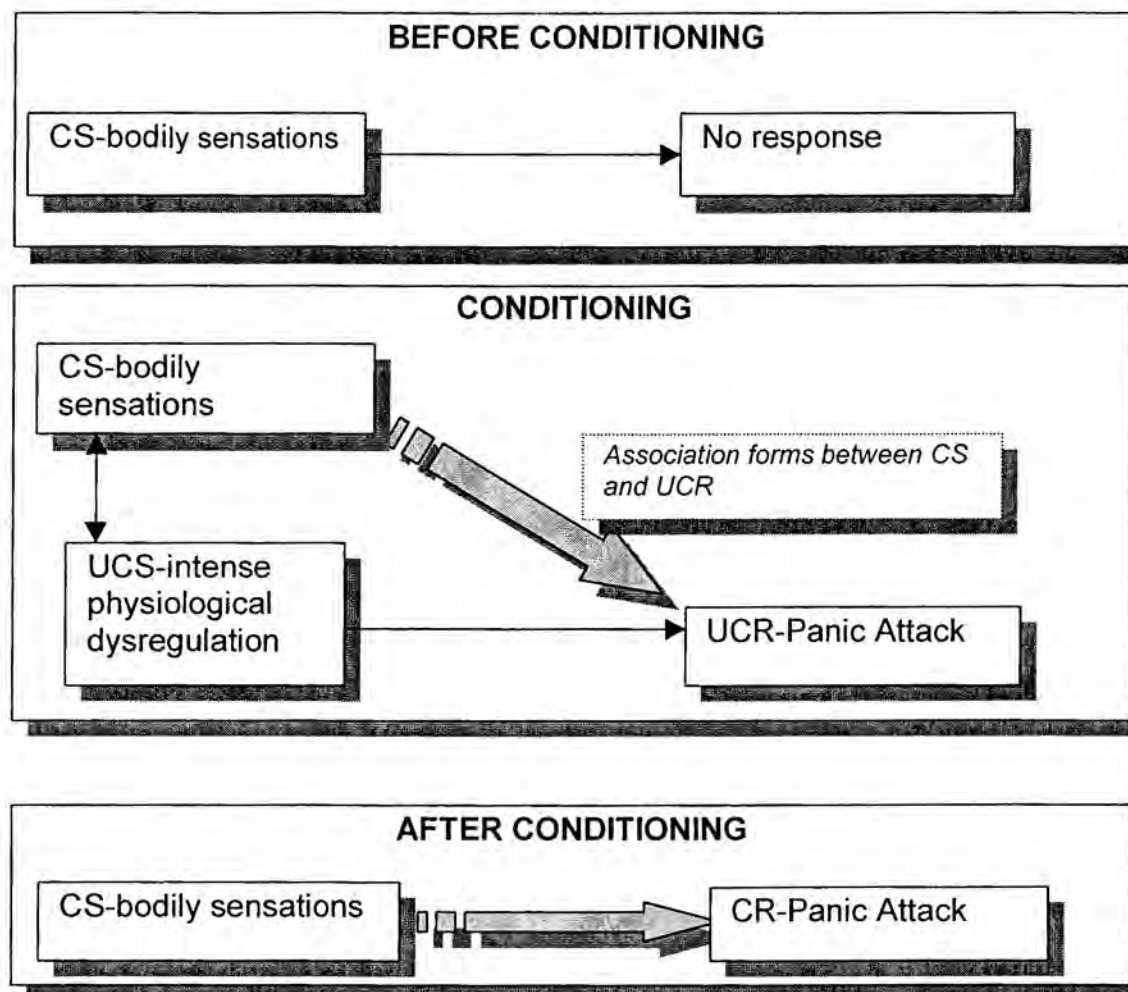 BEFORE CONDITIONING
CS-bodily sensations
No response
CONDITIONING
CS-bodily
sensations
Association forms between CS
and UCR
UCS-intense
physiological
dysregulation
UCR-Panic Attack
AFTER CONDITIONING
CS-bodily sensations
CR-Panic Attack